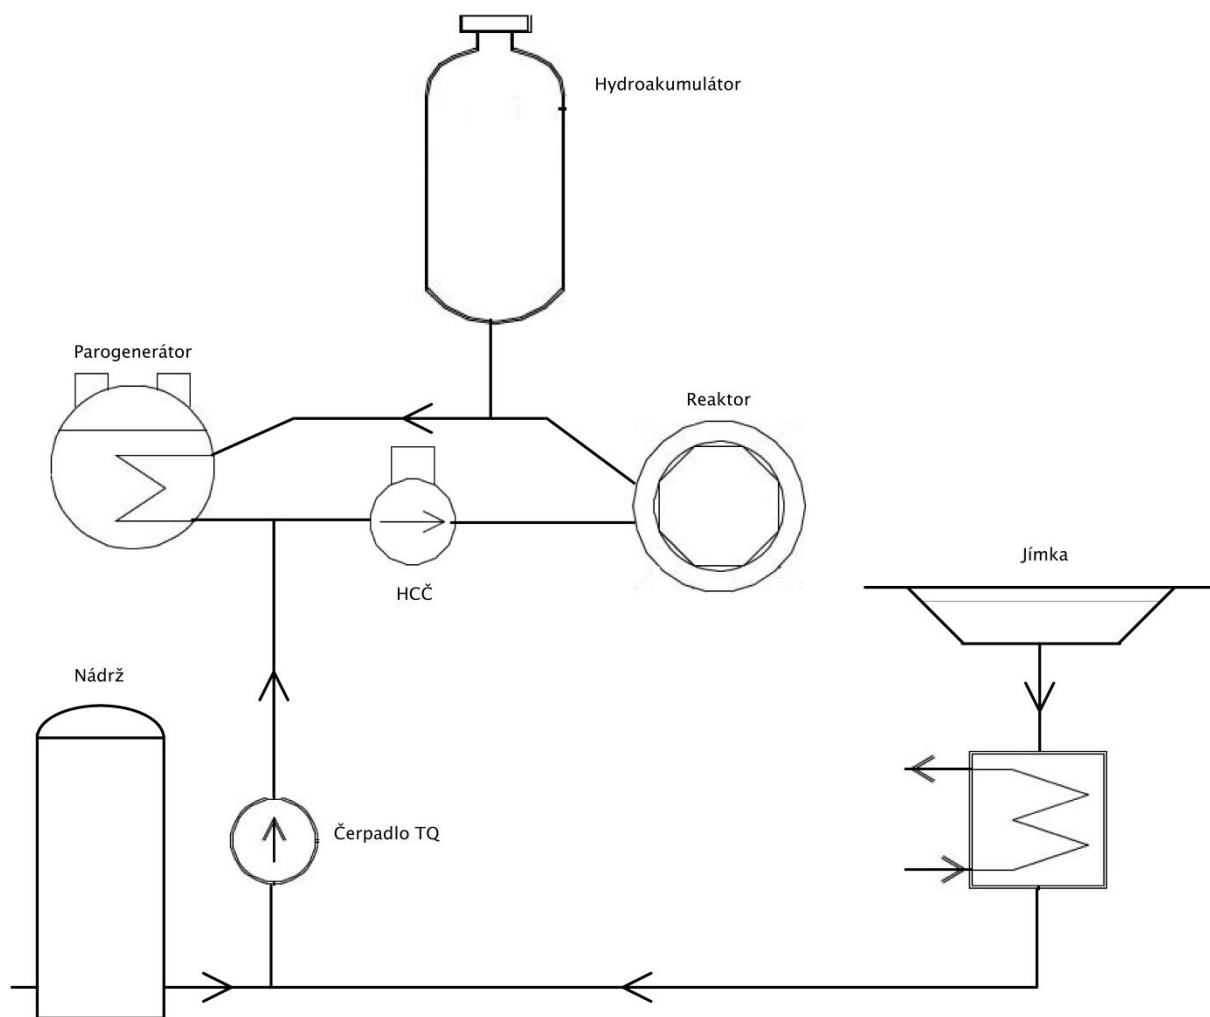 Hydroakumulátor
Parogenerátor
Reaktor
HCČ
Jímka
Nádrž
Čerpadlo TQ